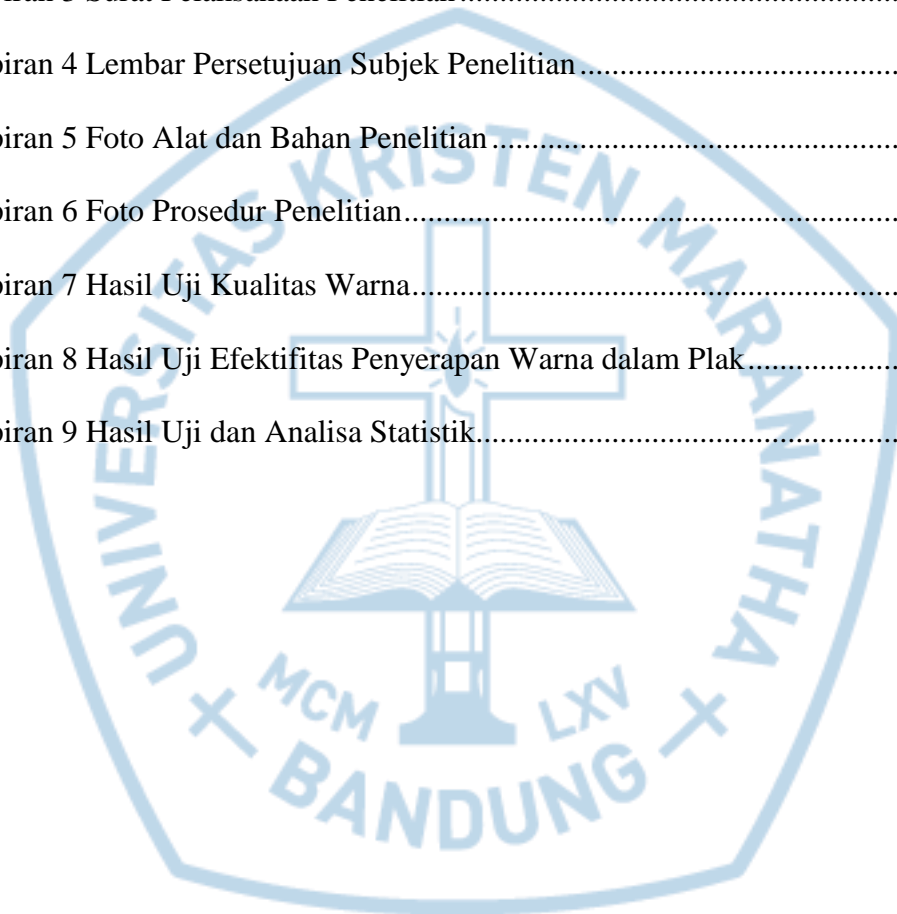 iran 3 Surat Pelaksanaan Penelitian........................................................
piran 4 Lembar Persetujuan Subjek Penelitian........................................
piran 5 Foto Alat dan Bahan Penelitian....................................................
piran 6 Foto Prosedur Penelitian................................................................
piran 7 Hasil Uji Kualitas Warna...............................................................
piran 8 Hasil Uji Efektifitas Penyerapan Warna dalam Plak...................
piran 9 Hasil Uji dan Analisa Statistik......................................................
UNIVERSITAS KRISTEN MARANATHA
MCM LXV
BANDUNG